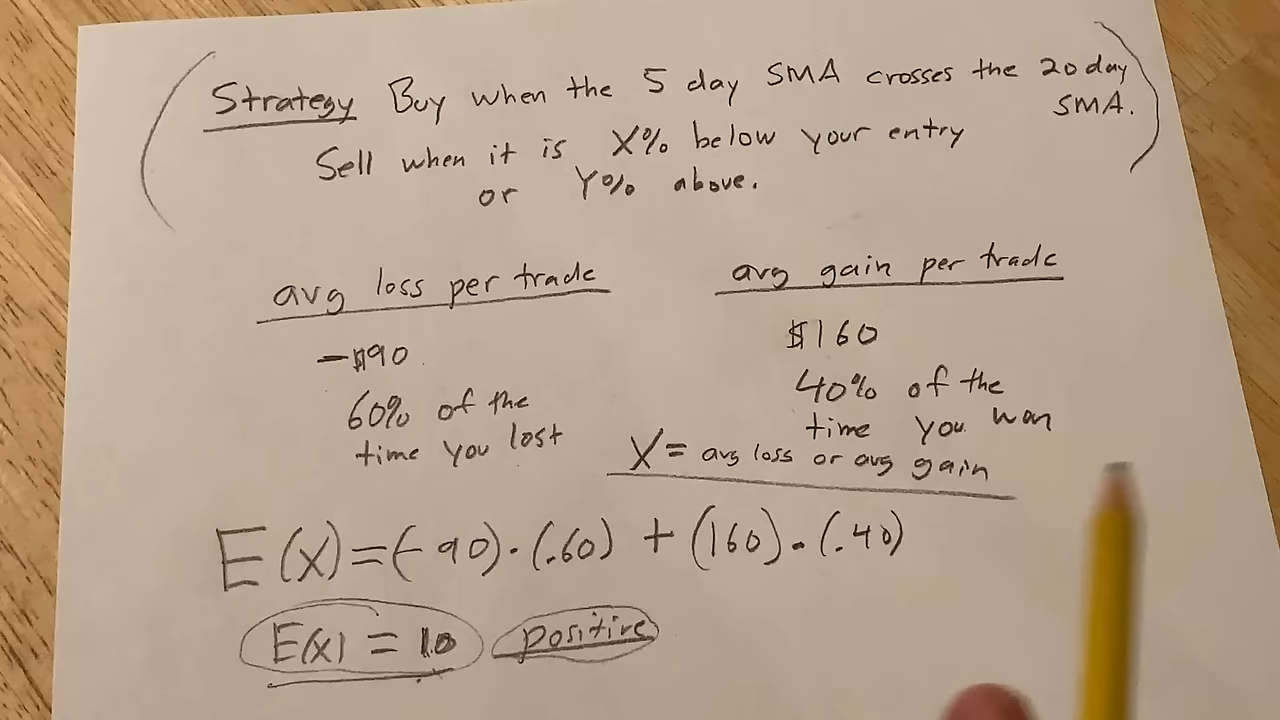 Strategy Buy when the 5 day SMA crosses the 20 day
SMA.
Sell when it is X% below your entry
or Y% above.
avg loss per trade
-$90
60% of the
time you lost
avg gain per trade
$160
40% of the
time you won
X = avg loss or avg gain
E(X) = (-90)·(.60) + (160)·(.40)
E(X) = 10 positive